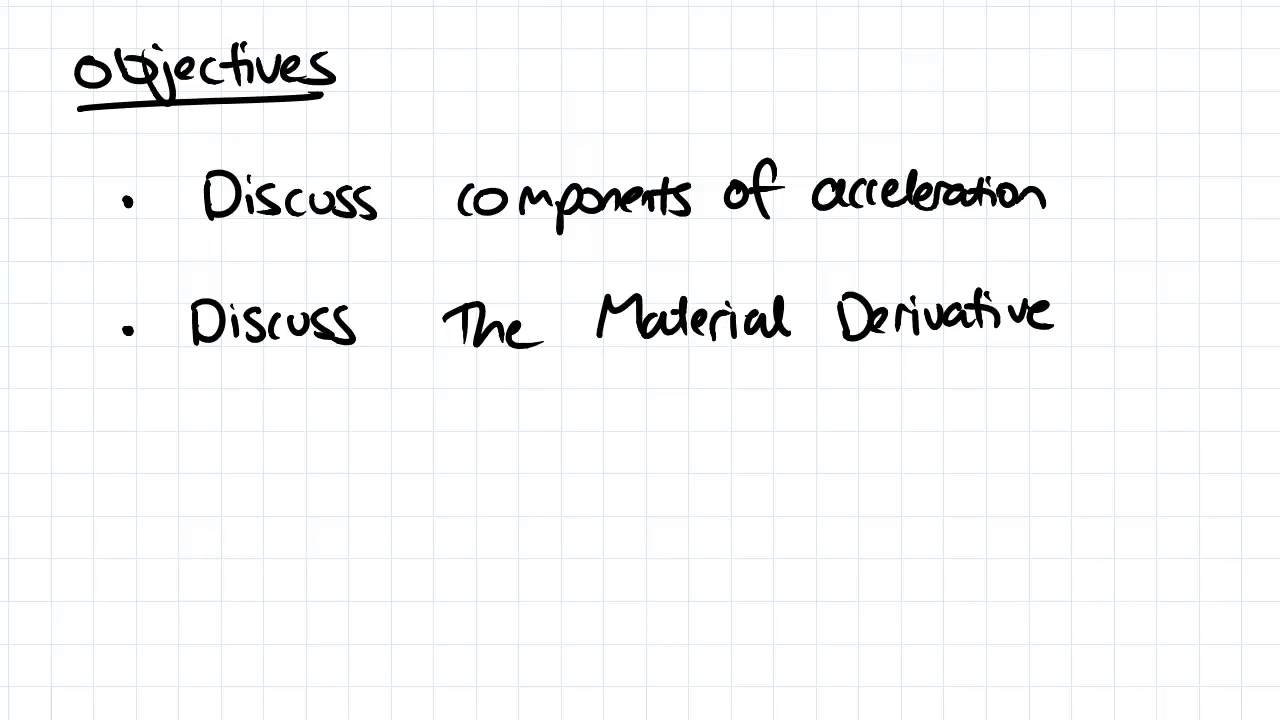 Objectives
• Discuss components of acceleration
• Discuss The Material Derivative